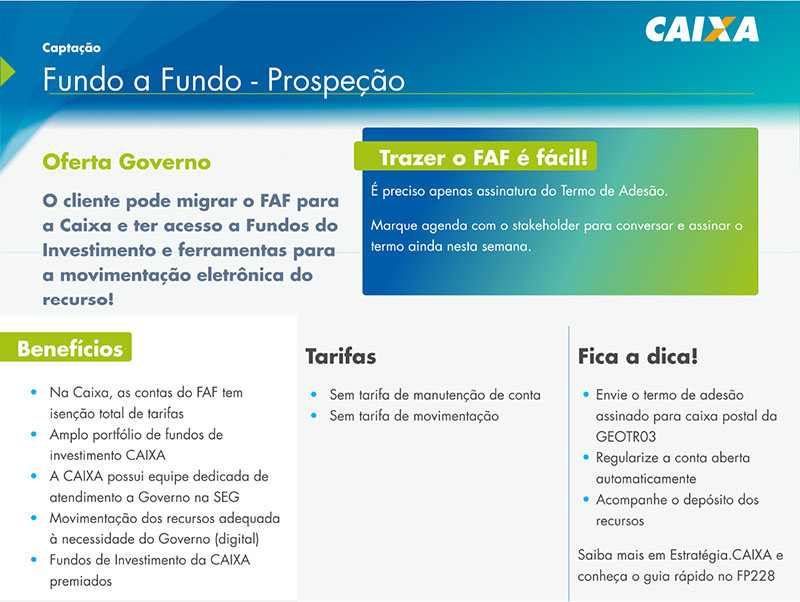 CAIXA
Captação
Fundo a Fundo - Prospeção
Oferta Governo
O cliente pode migrar o FAF para
a Caixa e ter acesso a Fundos do
Investimento e ferramentas para
a movimentação eletrônica do
recurso!
Trazer o FAF é fácil!
É preciso apenas assinatura do Termo de Adesão.
Marque agenda com o stakeholder para conversar e assinar o
termo ainda nesta semana.
Benefícios
• Na Caixa, as contas do FAF tem
isenção total de tarifas
• Amplo portfólio de fundos de
investimento CAIXA
• A CAIXA possui equipe dedicada de
atendimento a Governo na SEG
• Movimentação dos recursos adequada
à necessidade do Governo (digital)
• Fundos de Investimento da CAIXA
premiados
Tarifas
• Sem tarifa de manutenção de conta
• Sem tarifa de movimentação
Fica a dica!
• Envie o termo de adesão
assinado para caixa postal da
GEOTR03
• Regularize a conta aberta
automaticamente
• Acompanhe o depósito dos
recursos
Saiba mais em Estratégia.CAIXA e
conheça o guia rápido no FP228